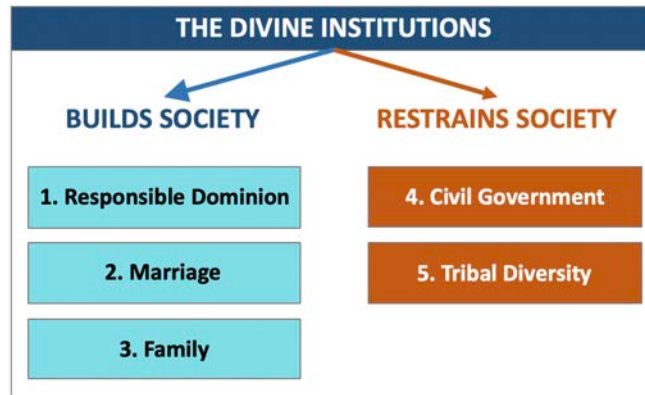 THE DIVINE INSTITUTIONS
BUILDS SOCIETY
1. Responsible Dominion
2. Marriage
3. Family
RESTRAINS SOCIETY
4. Civil Government
5. Tribal Diversity